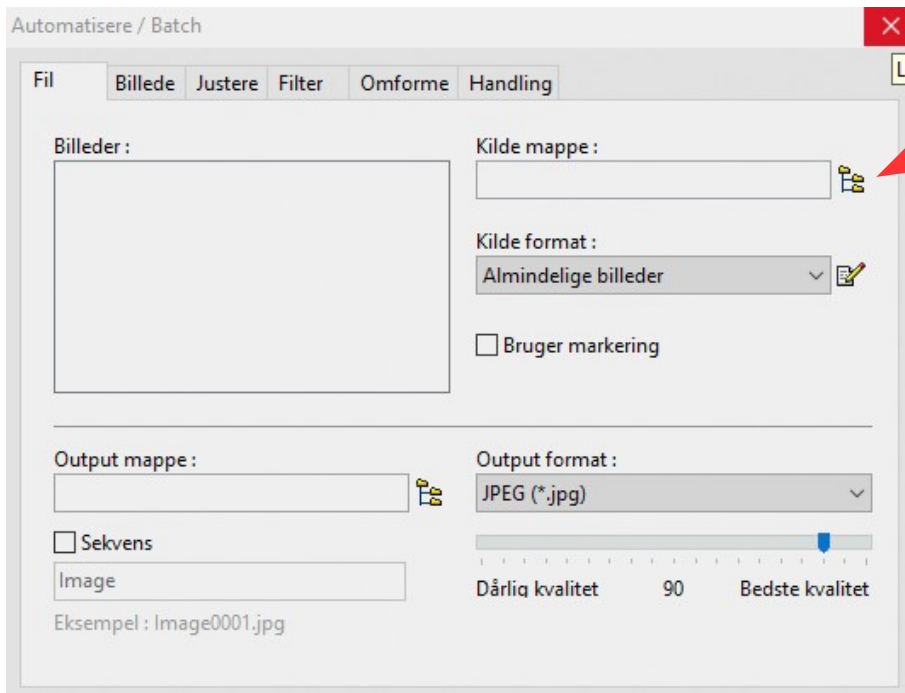 Automatisere / Batch
Fil Billede Justere Filter Omforme Handling
Billeder :
Kilde mappe :
Kilde format :
Almindelige billeder
Bruger markering
Output mappe :
Output format :
JPEG (*.jpg)
Sekvens
Image
Dårlig kvalitet 90 Bedste kvalitet
Eksempel : Image0001.jpg